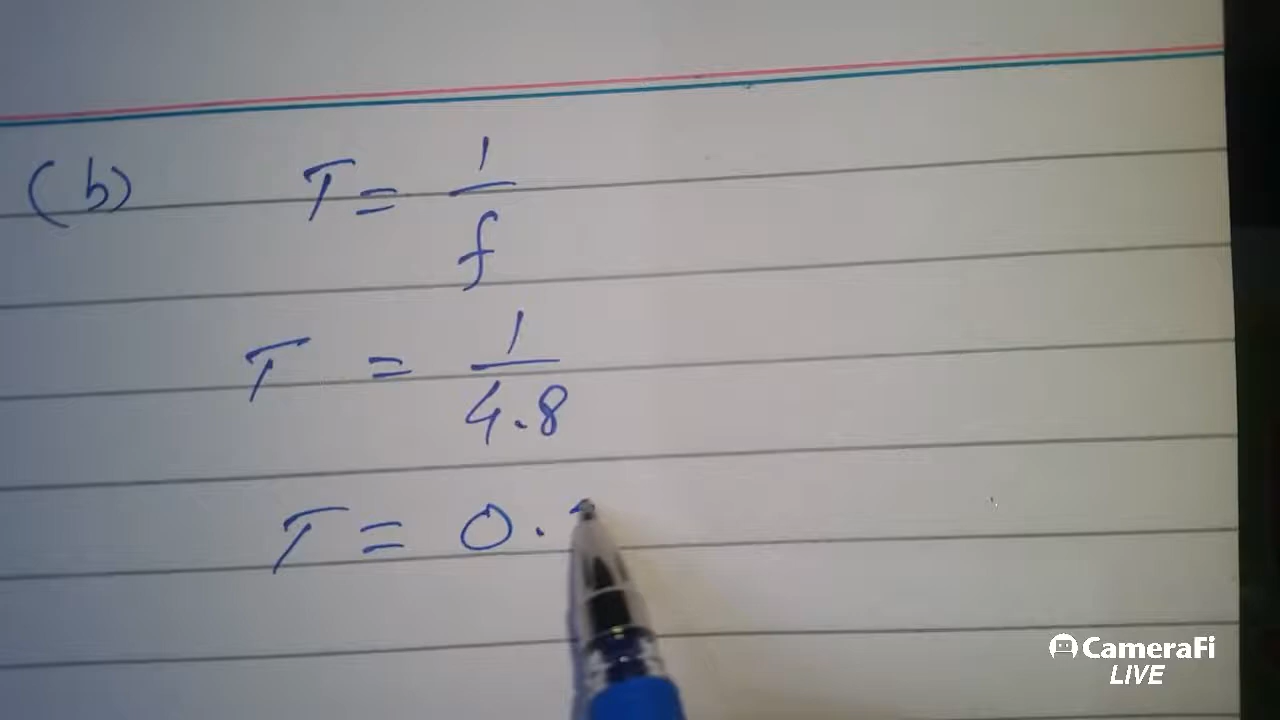 (b) T = 1/f
T = 1/4.8
T = 0.
CameraFi
LIVE